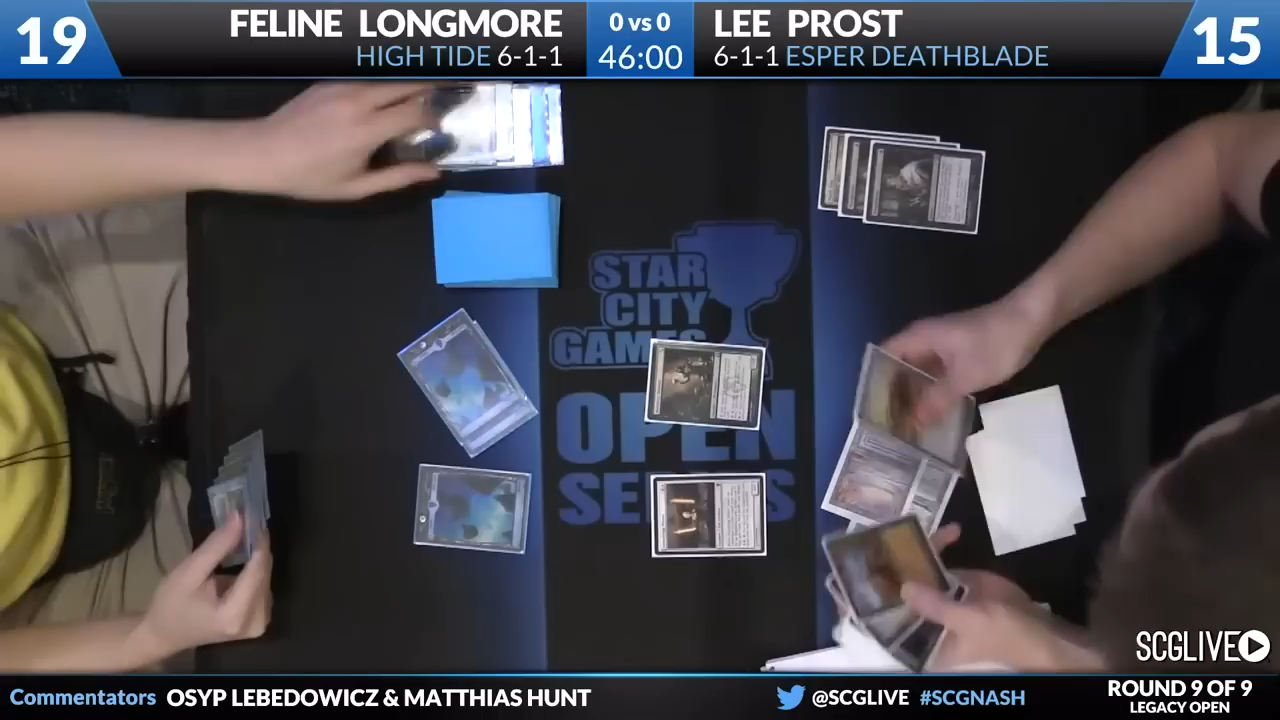 19
FELINE LONGMORE
HIGH TIDE 6-1-1
0 vs 0
46:00
LEE PROST
6-1-1 ESPER DEATHBLADE
15
STAR
CITY
GAMES
OPEN
SE
S
SCGLIVE
Commentators OSYP LEBEDOWICZ & MATTHIAS HUNT
@SCGLIVE #SCGNASH
ROUND 9 OF 9
LEGACY OPEN